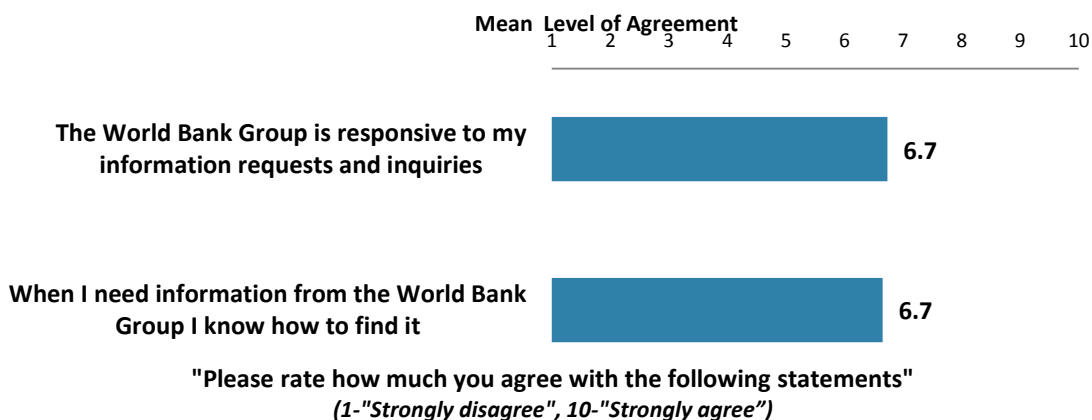 Mean Level of Agreement
1 2 3 4 5 6 7 8 9 10
The World Bank Group is responsive to my
information requests and inquiries
6.7
When I need information from the World Bank
Group I know how to find it
6.7
"Please rate how much you agree with the following statements"
(1-"Strongly disagree", 10-"Strongly agree”)